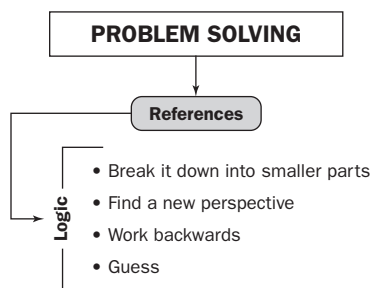 PROBLEM SOLVING
References
Logic
• Break it down into smaller parts
• Find a new perspective
• Work backwards
• Guess